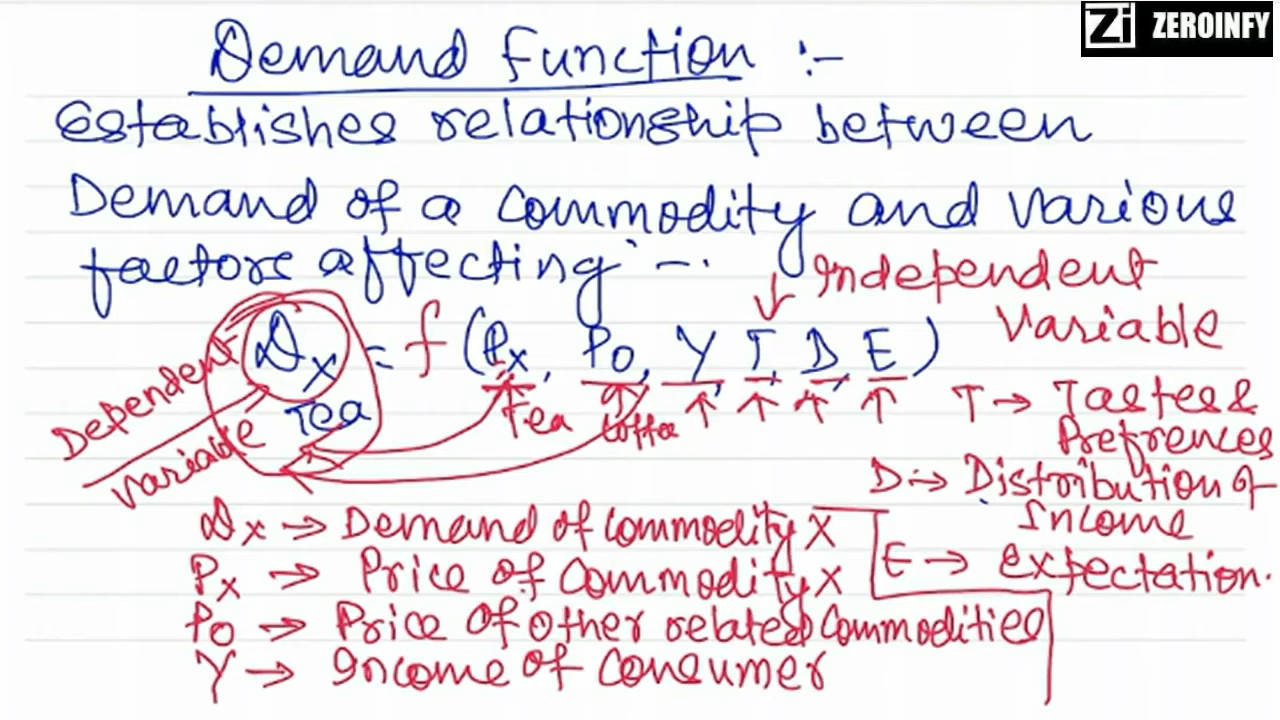 Zi ZEROINFY
Demand Function :-
Establishes relationship between
Demand of a Commodity and various
factors affecting -.
Independent
Variable
Dx = f (Px, Po, Y, T, D, E)
Dependent
Variable
Tea
Tea
Coffee
T → Tastes &
Prefrences
D → Distribution of
Income
E → Expectation.
Dx → Demand of Commodity X
Px → Price of Commodity X
Po → Price of other related Commodities
Y → Income of Consumer